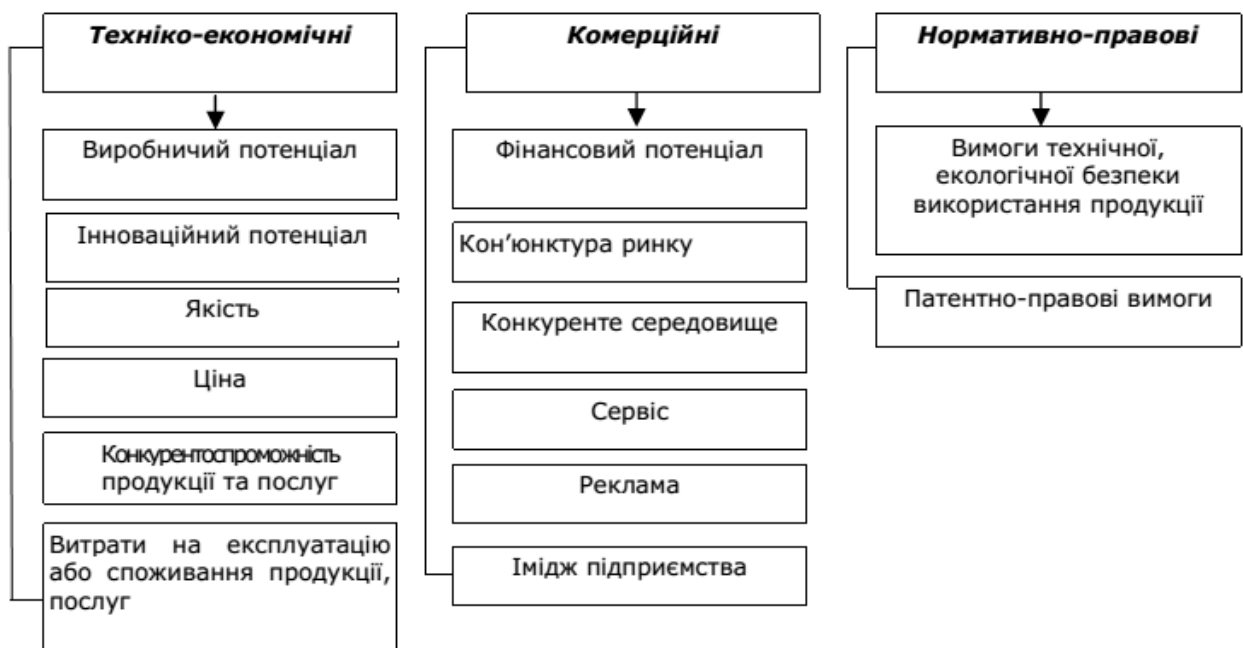 Техніко-економічні
Виробничий потенціал
Інноваційний потенціал
Якість
Ціна
Конкурентоспроможність
продукції та послуг
Витрати на експлуатацію
або споживання продукції,
послуг
Комерційні
Фінансовий потенціал
Кон’юнктура ринку
Конкуренте середовище
Сервіс
Реклама
Імідж підприємства
Нормативно-правові
Вимоги технічної,
екологічної безпеки
використання продукції
Патентно-правові вимоги